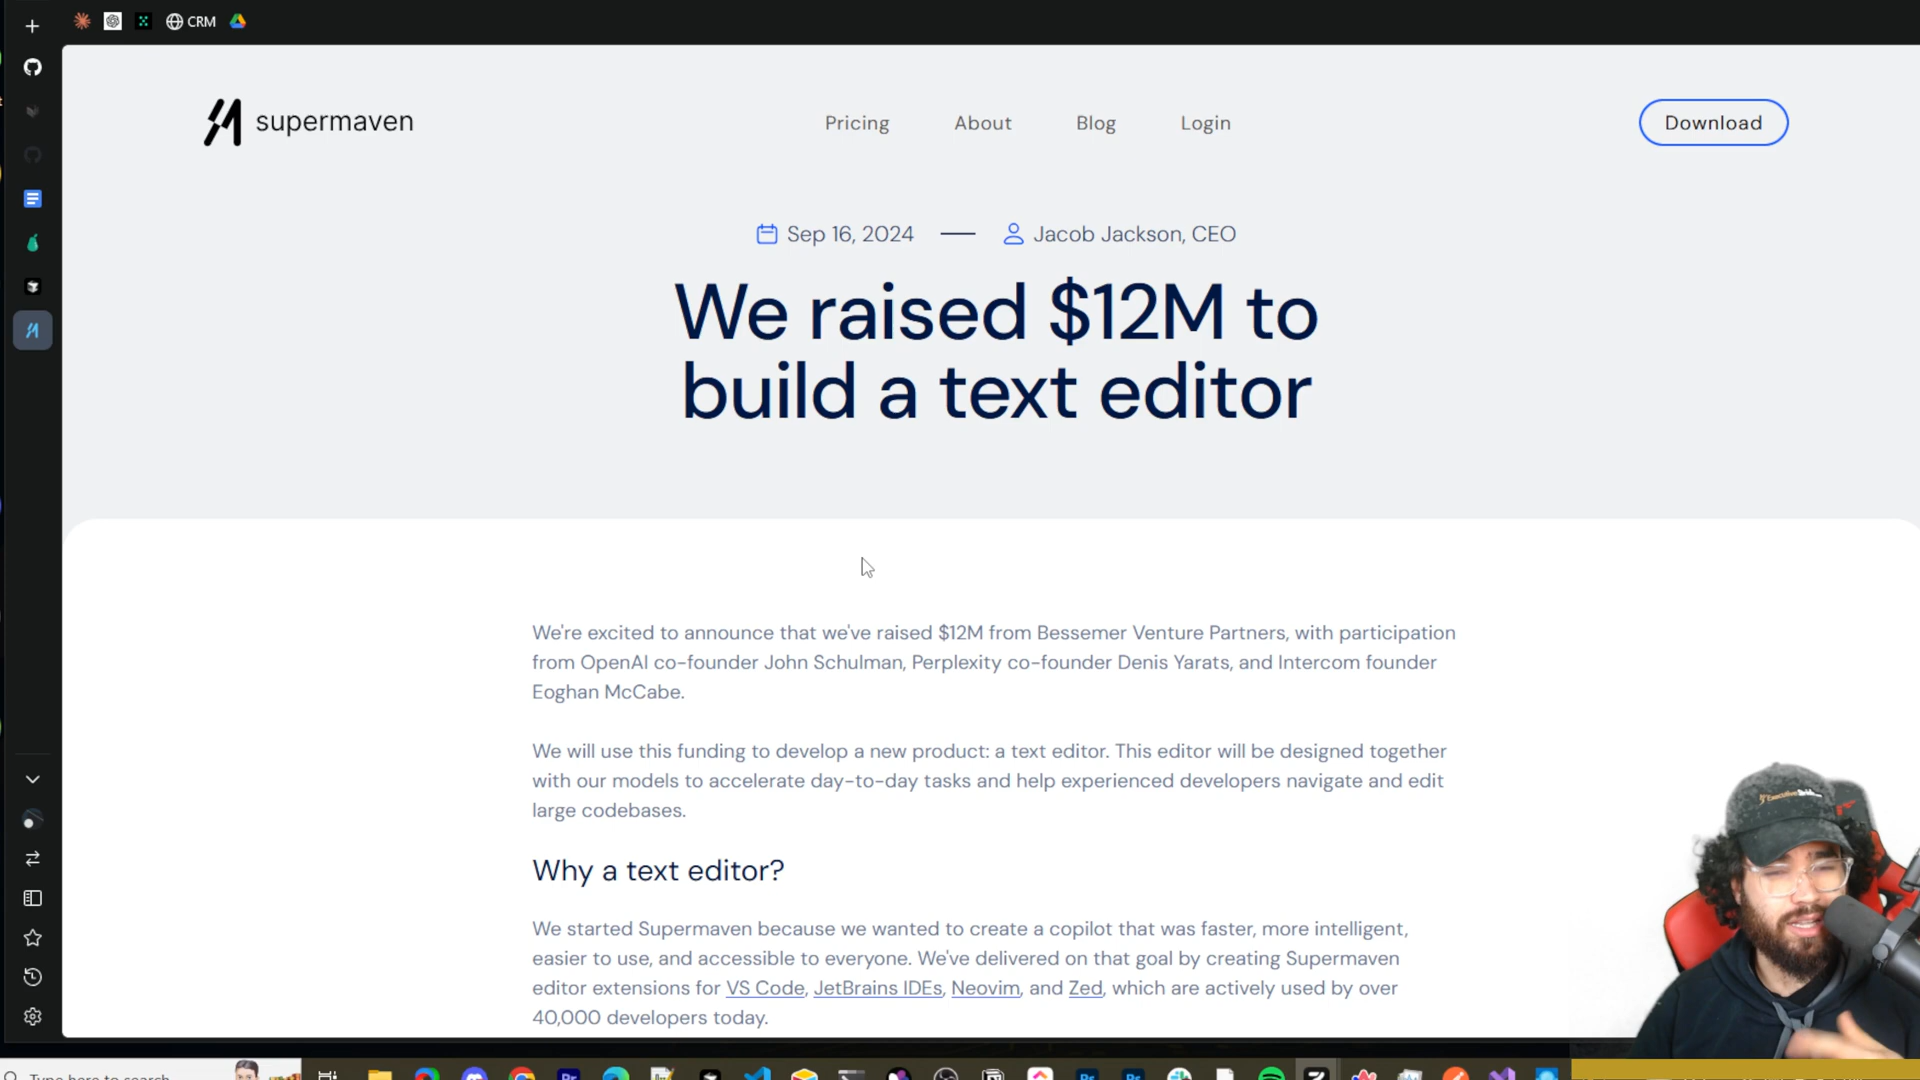 CRM
supermaven
Pricing About Blog Login
Download
Sep 16, 2024 — Jacob Jackson, CEO
We raised $12M to
build a text editor
We're excited to announce that we've raised $12M from Bessemer Venture Partners, with participation
from OpenAI co-founder John Schulman, Perplexity co-founder Denis Yarats, and Intercom founder
Eoghan McCabe.
We will use this funding to develop a new product: a text editor. This editor will be designed together
with our models to accelerate day-to-day tasks and help experienced developers navigate and edit
large codebases.
Why a text editor?
We started Supermaven because we wanted to create a copilot that was faster, more intelligent,
easier to use, and accessible to everyone. We've delivered on that goal by creating Supermaven
editor extensions for VS Code, JetBrains IDEs, Neovim, and Zed, which are actively used by over
40,000 developers today.
Type here to search